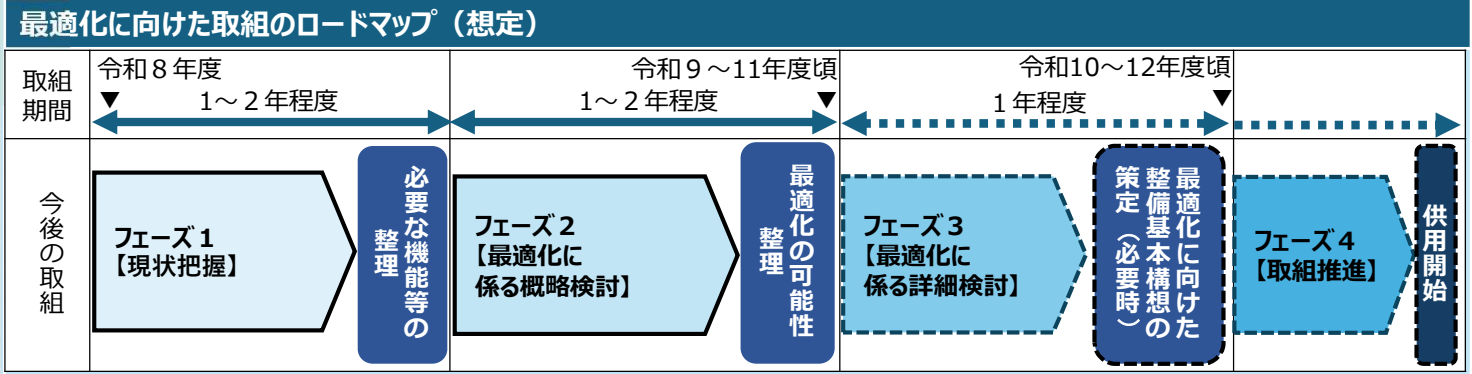 最適化に向けた取組のロードマップ（想定）
取組
期間
令和８年度
▼
1～２年程度
令和９～11年度頃
1～２年程度
▼
令和10～12年度頃
１年程度
▼
今後の取組
フェーズ１
【現状把握】
必要な機能等の
整理
フェーズ２
【最適化に
係る概略検討】
最適化の可能性
整理
フェーズ３
【最適化に
係る詳細検討】
最適化に向けた
整備基本構想の
策定（必要時）
フェーズ４
【取組推進】
供用開始